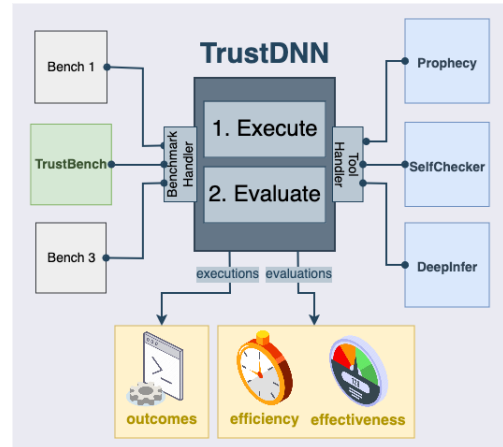 TrustDNN
Bench 1
TrustBench
Bench 3
Benchmark
Handler
1. Execute
2. Evaluate
Tool
Handler
Prophecy
SelfChecker
DeepInfer
executions
evaluations
outcomes
efficiency
effectiveness